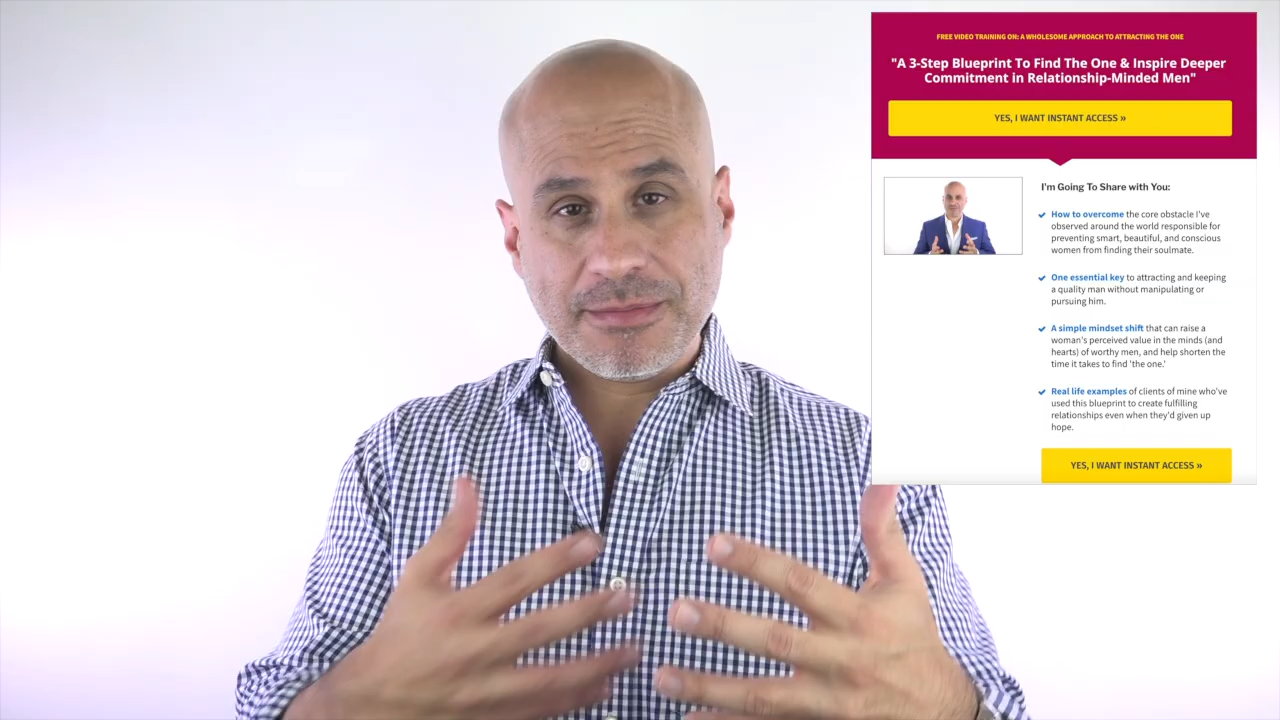 FREE VIDEO TRAINING ON: A WHOLESOME APPROACH TO ATTRACTING THE ONE
"A 3-Step Blueprint To Find The One & Inspire Deeper
Commitment in Relationship-Minded Men"
YES, I WANT INSTANT ACCESS »
I'm Going To Share with You:
How to overcome the core obstacle I've
observed around the world responsible for
preventing smart, beautiful, and conscious
women from finding their soulmate.
One essential key to attracting and keeping
a quality man without manipulating or
pursuing him.
A simple mindset shift that can raise a
woman's perceived value in the minds (and
hearts) of worthy men, and help shorten the
time it takes to find 'the one.'
Real life examples of clients of mine who've
used this blueprint to create fulfilling
relationships even when they'd given up
hope.
YES, I WANT INSTANT ACCESS »